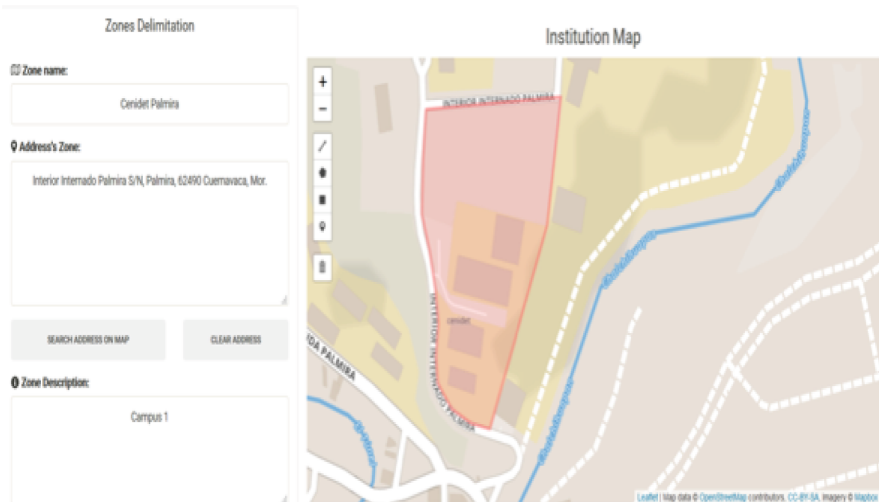 Zones Delimitation
Zone name:
Cenidet Palmira
Address's Zone:
Interior Internado Palmira S/N, Palmira, 62490 Cuernavaca, Mor.
SEARCH ADDRESS ON MAP
CLEAR ADDRESS
Zone Description:
Campus 1
Institution Map
+
−
INTERIOR INTERNADO PALMIRA
cenidet
INTERIOR INTERNADO PALMIRA
DA PALMIRA
Leaflet | Map data © OpenStreetMap contributors, CC-BY-SA, Imagery © Mapbox